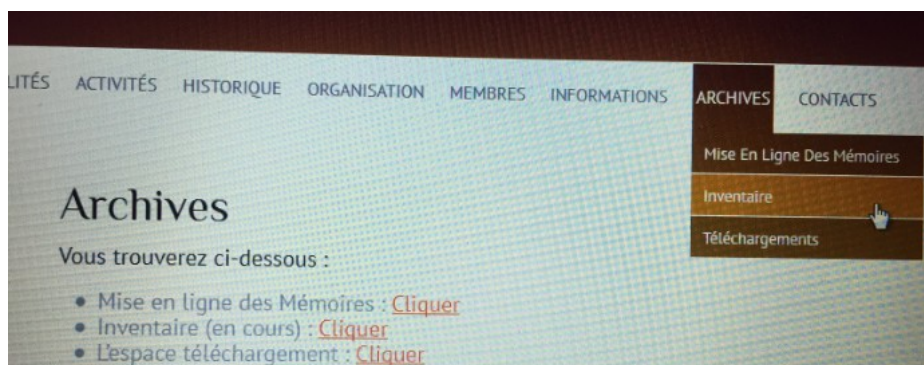 LITÉS ACTIVITÉS HISTORIQUE ORGANISATION MEMBRES INFORMATIONS ARCHIVES CONTACTS
Mise En Ligne Des Mémoires
Inventaire
Téléchargements
Archives
Vous trouverez ci-dessous :
• Mise en ligne des Mémoires : Cliquer
• Inventaire (en cours) : Cliquer
• L'espace téléchargement : Cliquer